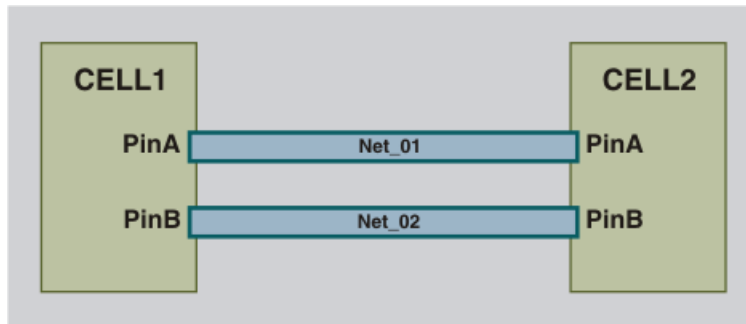 CELL1
CELL2
PinA
Net_01
PinA
PinB
Net_02
PinB